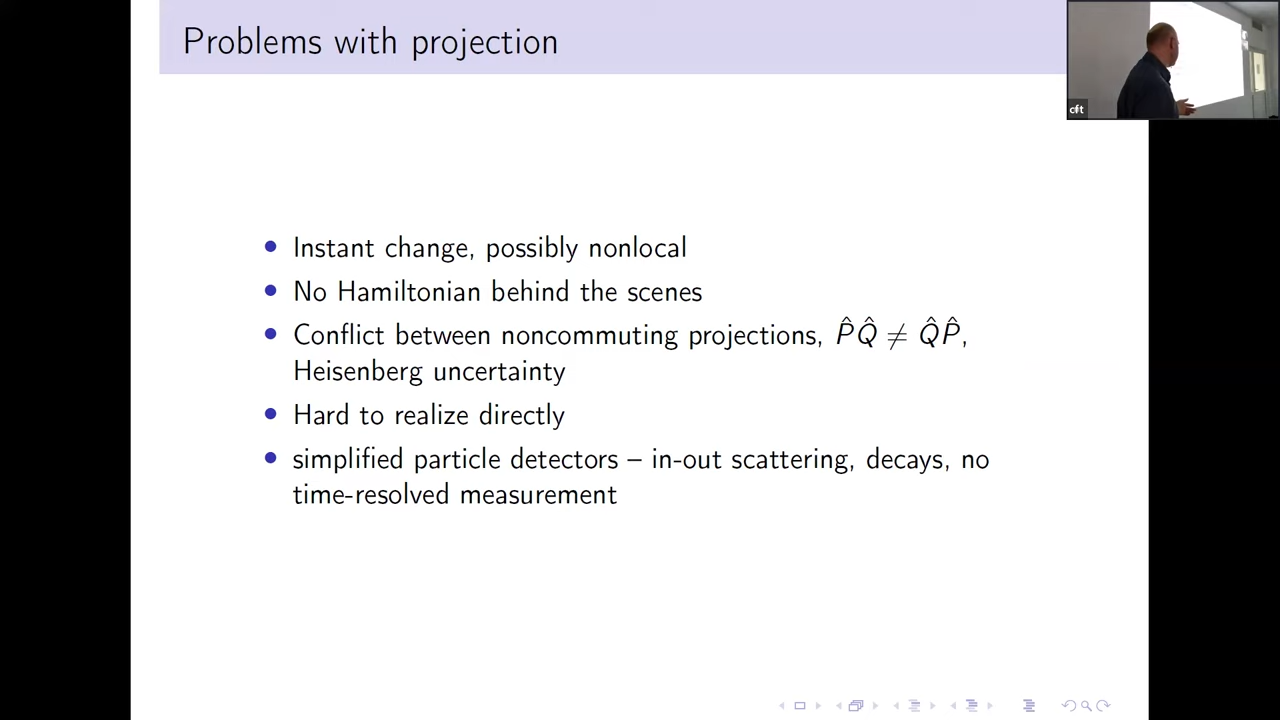 Problems with projection
cft
• Instant change, possibly nonlocal
• No Hamiltonian behind the scenes
• Conflict between noncommuting projections, P̂Q̂ ≠ Q̂P̂,
Heisenberg uncertainty
• Hard to realize directly
• simplified particle detectors – in-out scattering, decays, no
time-resolved measurement